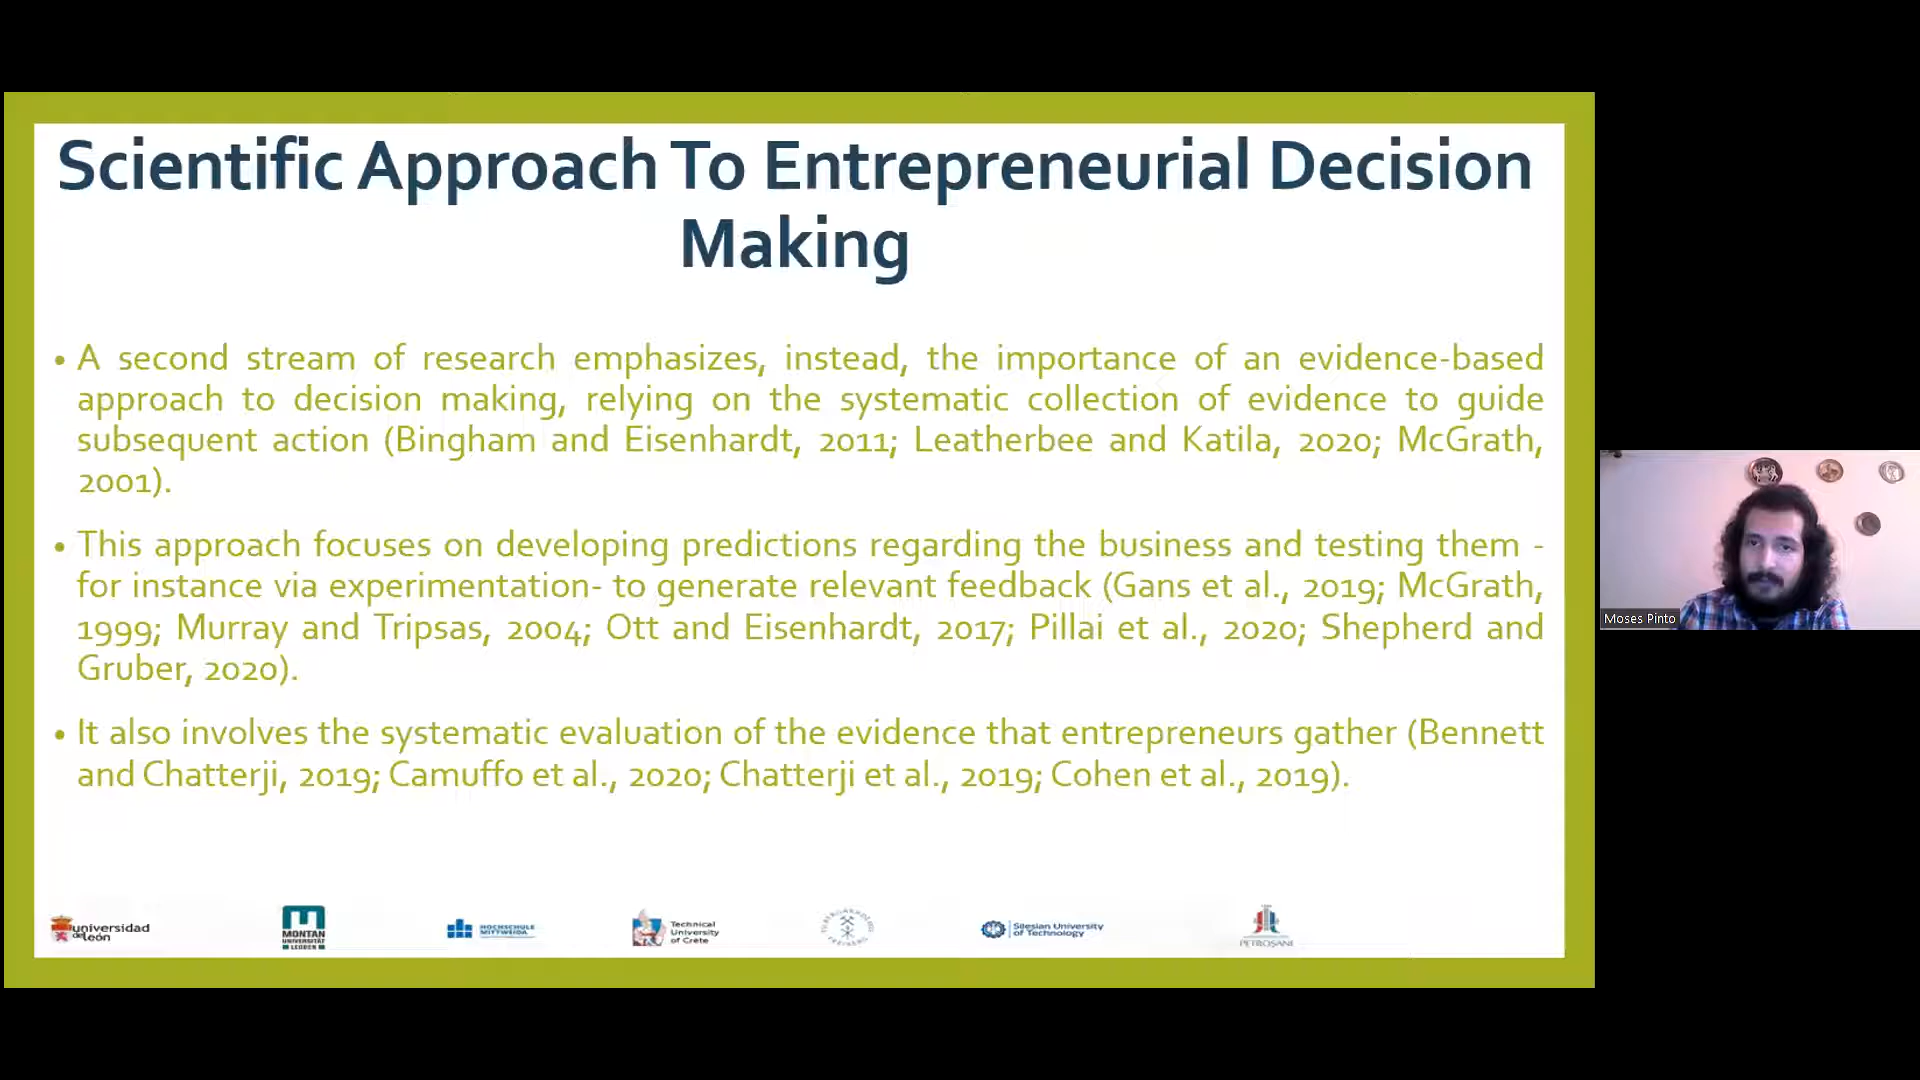 Scientific Approach To Entrepreneurial Decision
Making
• A second stream of research emphasizes, instead, the importance of an evidence-based
approach to decision making, relying on the systematic collection of evidence to guide
subsequent action (Bingham and Eisenhardt, 2011; Leatherbee and Katila, 2020; McGrath,
2001).
• This approach focuses on developing predictions regarding the business and testing them -
for instance via experimentation- to generate relevant feedback (Gans et al., 2019; McGrath,
1999; Murray and Tripsas, 2004; Ott and Eisenhardt, 2017; Pillai et al., 2020; Shepherd and
Gruber, 2020).
• It also involves the systematic evaluation of the evidence that entrepreneurs gather (Bennett
and Chatterji, 2019; Camuffo et al., 2020; Chatterji et al., 2019; Cohen et al., 2019).
Moses Pinto
universidad
de león
M
MONTAN
UNIVERSITÄT
LEOBEN
HOCHSCHULE
MITTWEIDA
Technical
University
of Crete
Silesian University
of Technology
PETROȘANI